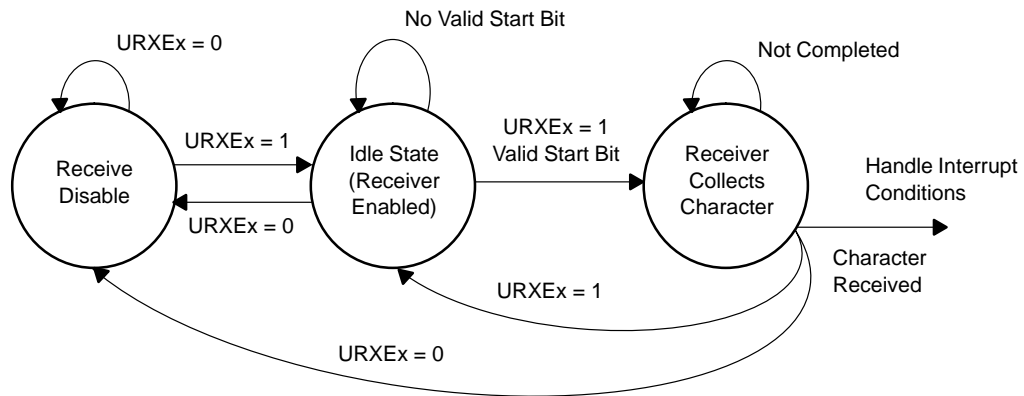 No Valid Start Bit
URXEx = 0
Not Completed
URXEx = 1
URXEx = 1
Valid Start Bit
Receive
Disable
Idle State
(Receiver
Enabled)
Receiver
Collects
Character
Handle Interrupt
Conditions
URXEx = 0
Character
Received
URXEx = 1
URXEx = 0